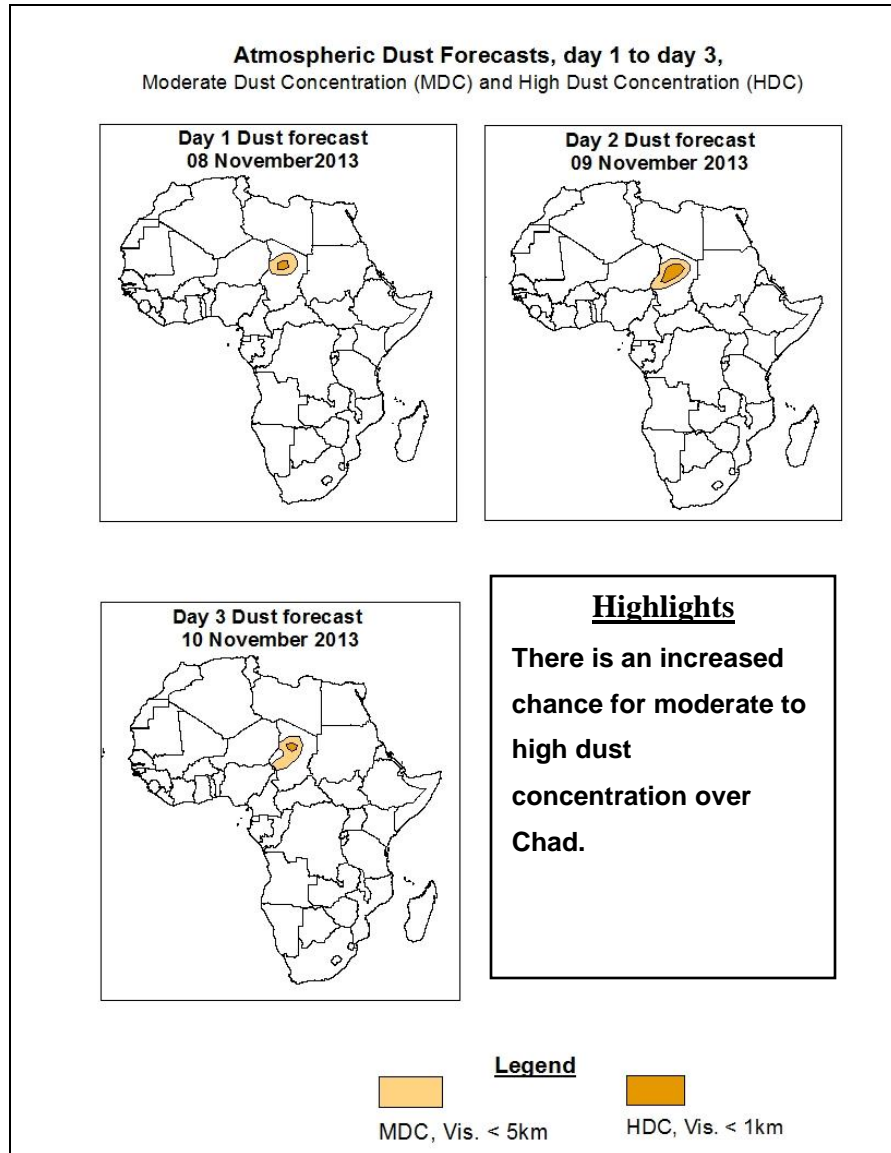 Atmospheric Dust Forecasts, day 1 to day 3,
Moderate Dust Concentration (MDC) and High Dust Concentration (HDC)
Day 1 Dust forecast
08 November2013
Day 2 Dust forecast
09 November 2013
Day 3 Dust forecast
10 November 2013
Highlights
There is an increased
chance for moderate to
high dust
concentration over
Chad.
Legend
MDC, Vis. < 5km
HDC, Vis. < 1km